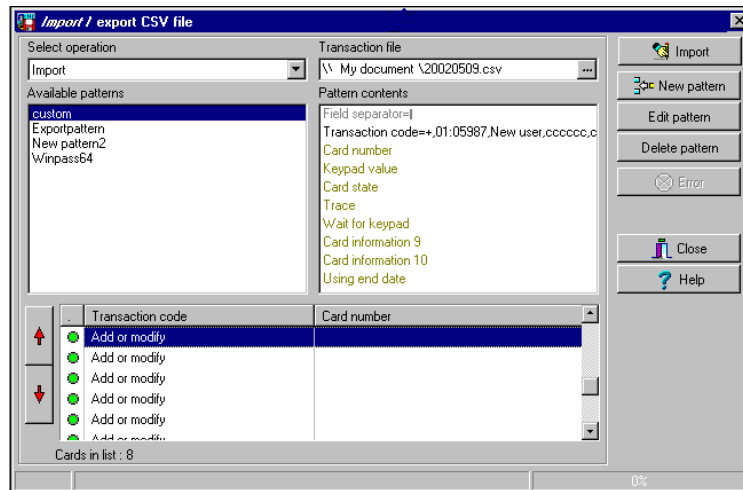 Import / export CSV file
Select operation
Import
Transaction file
\\ My document \20020509.csv ...
Available patterns
custom
Exportpattern
New pattern2
Winpass64
Pattern contents
Field separator=|
Transaction code=+,01:05987,New user,cccccc,c
Card number
Keypad value
Card state
Trace
Wait for keypad
Card information 9
Card information 10
Using end date
Import
New pattern
Edit pattern
Delete pattern
Error
Close
Help
. Transaction code Card number
Add or modify
Add or modify
Add or modify
Add or modify
Add or modify
Add or modify
Cards in list : 8
0%